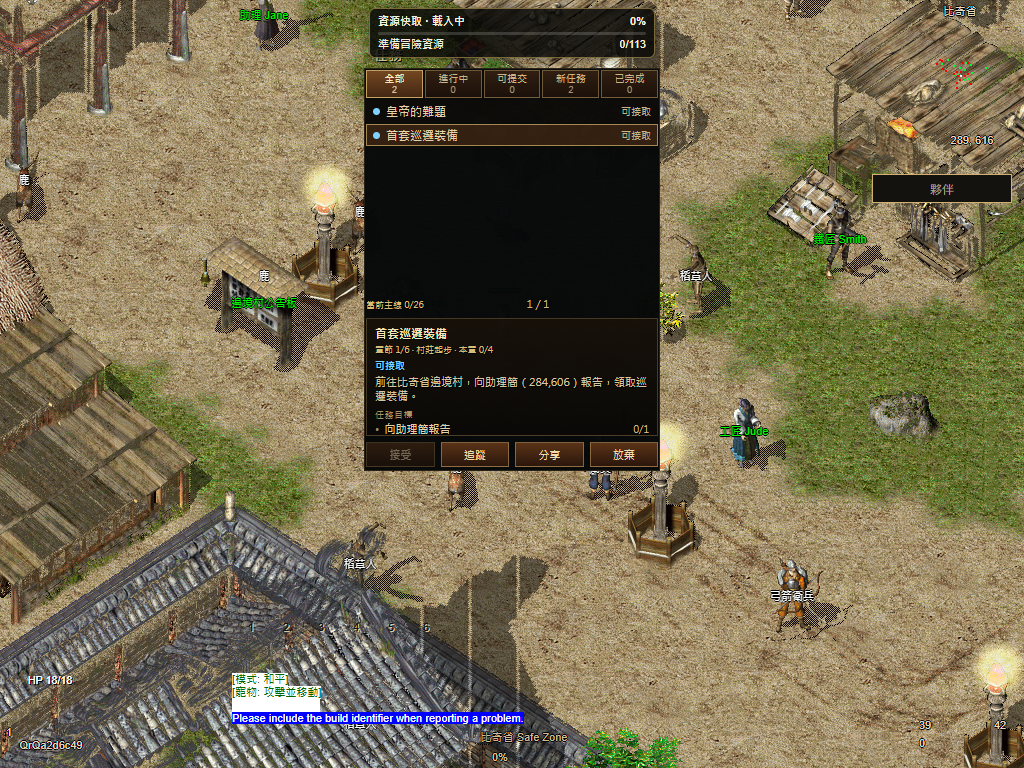 助理 Jane
資源快取 · 載入中 0%
準備冒險資源 0/113
比奇省
全部 進行中 可提交 新任務 已完成
2 0 0 2 0
皇帝的難題 可接取
首套巡邏裝備 可接取
289, 616
夥伴
鹿
鹿
鹿
鐵匠 Smith
稻草人
邊境村公告板
當前主線 0/26 1 / 1
首套巡邏裝備
章節 1/6 · 村莊起步 · 本章 0/4
可接取
前往比奇省邊境村，向助理簡（284,606）報告，領取巡
邏裝備。
任務目標
• 向助理簡報告 0/1
接受 追蹤 分享 放棄
工匠 Jude
稻草人
弓箭衛兵
1 2 3 4 5 6
HP 18/18
[模式: 和平]
[寵物: 攻擊並移動]
Please include the build identifier when reporting a problem.
QrQa2d6c49
比奇省 Safe Zone
0%
39 42
0